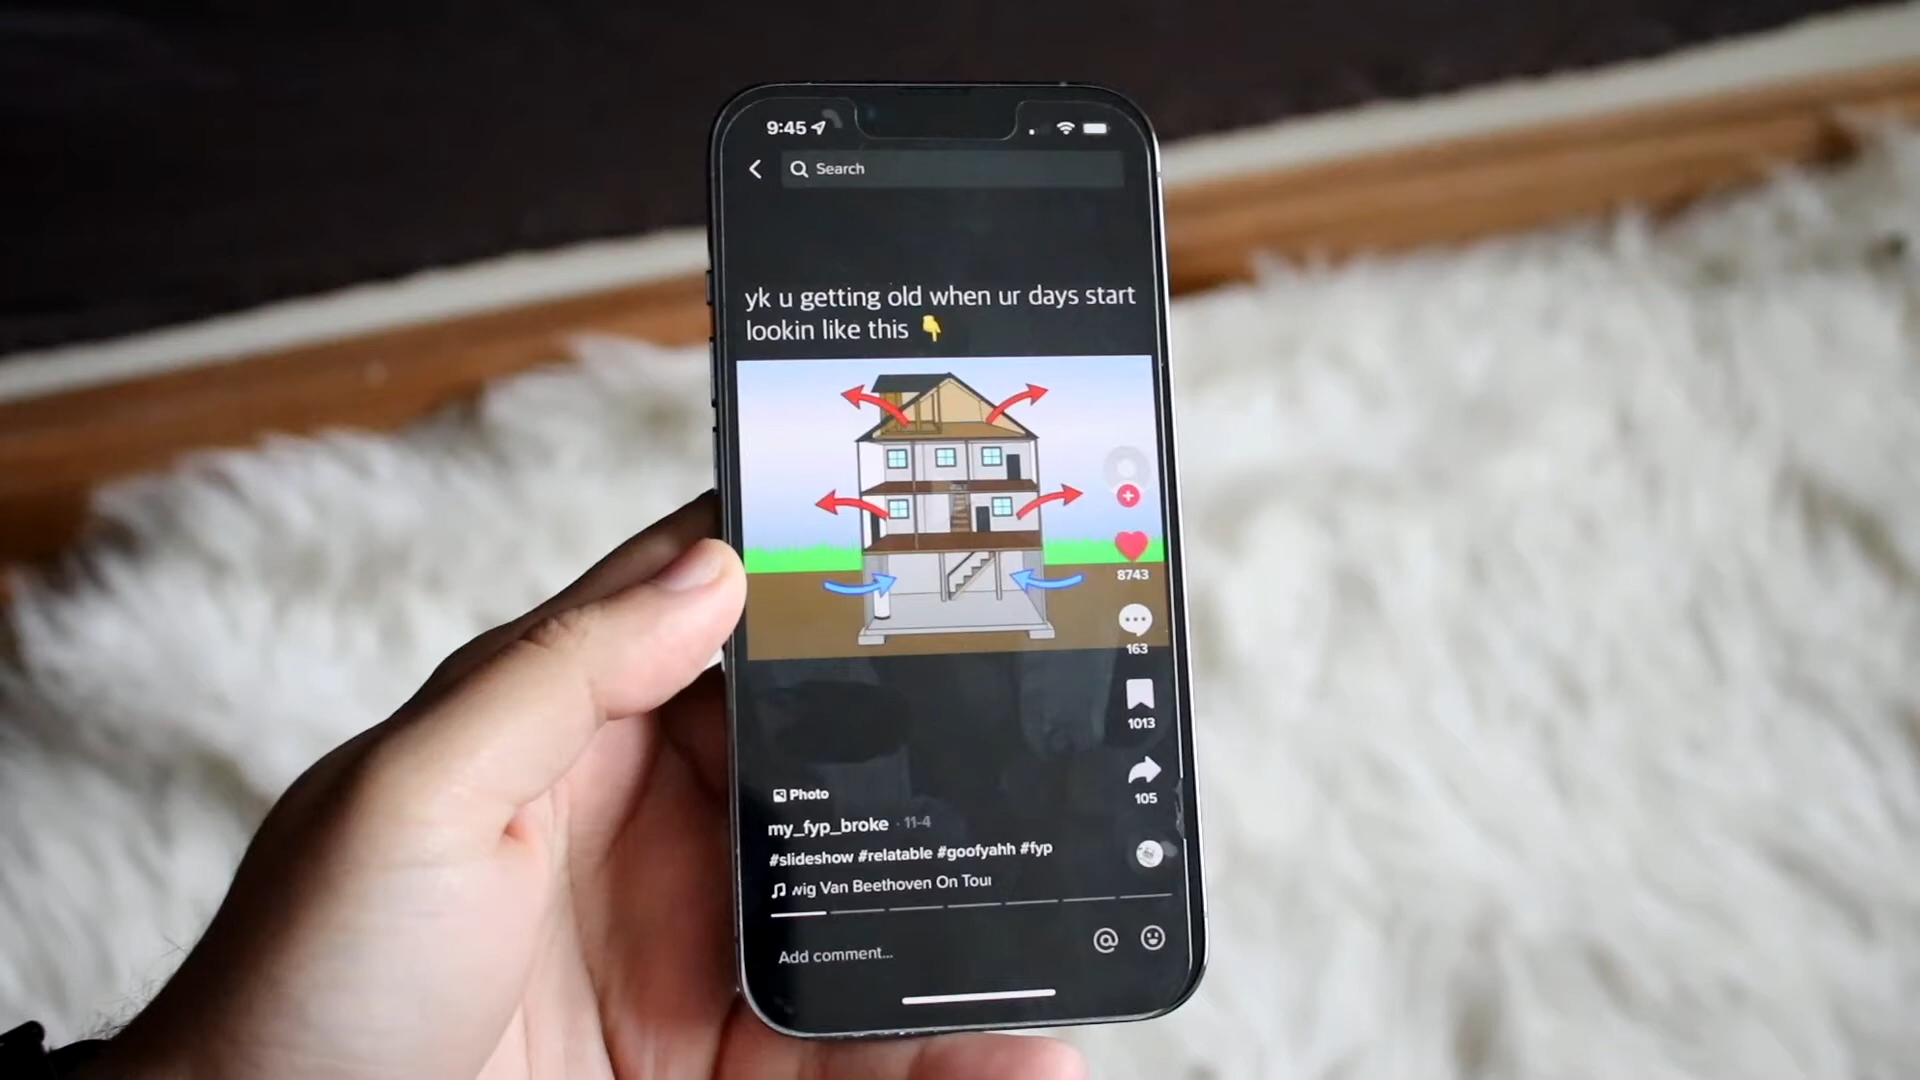 9:45
Search
yk u getting old when ur days start
lookin like this 👇
8743
163
1013
105
Photo
my_fyp_broke · 11-4
#slideshow #relatable #goofyahh #fyp
wig Van Beethoven On Tour
Add comment...